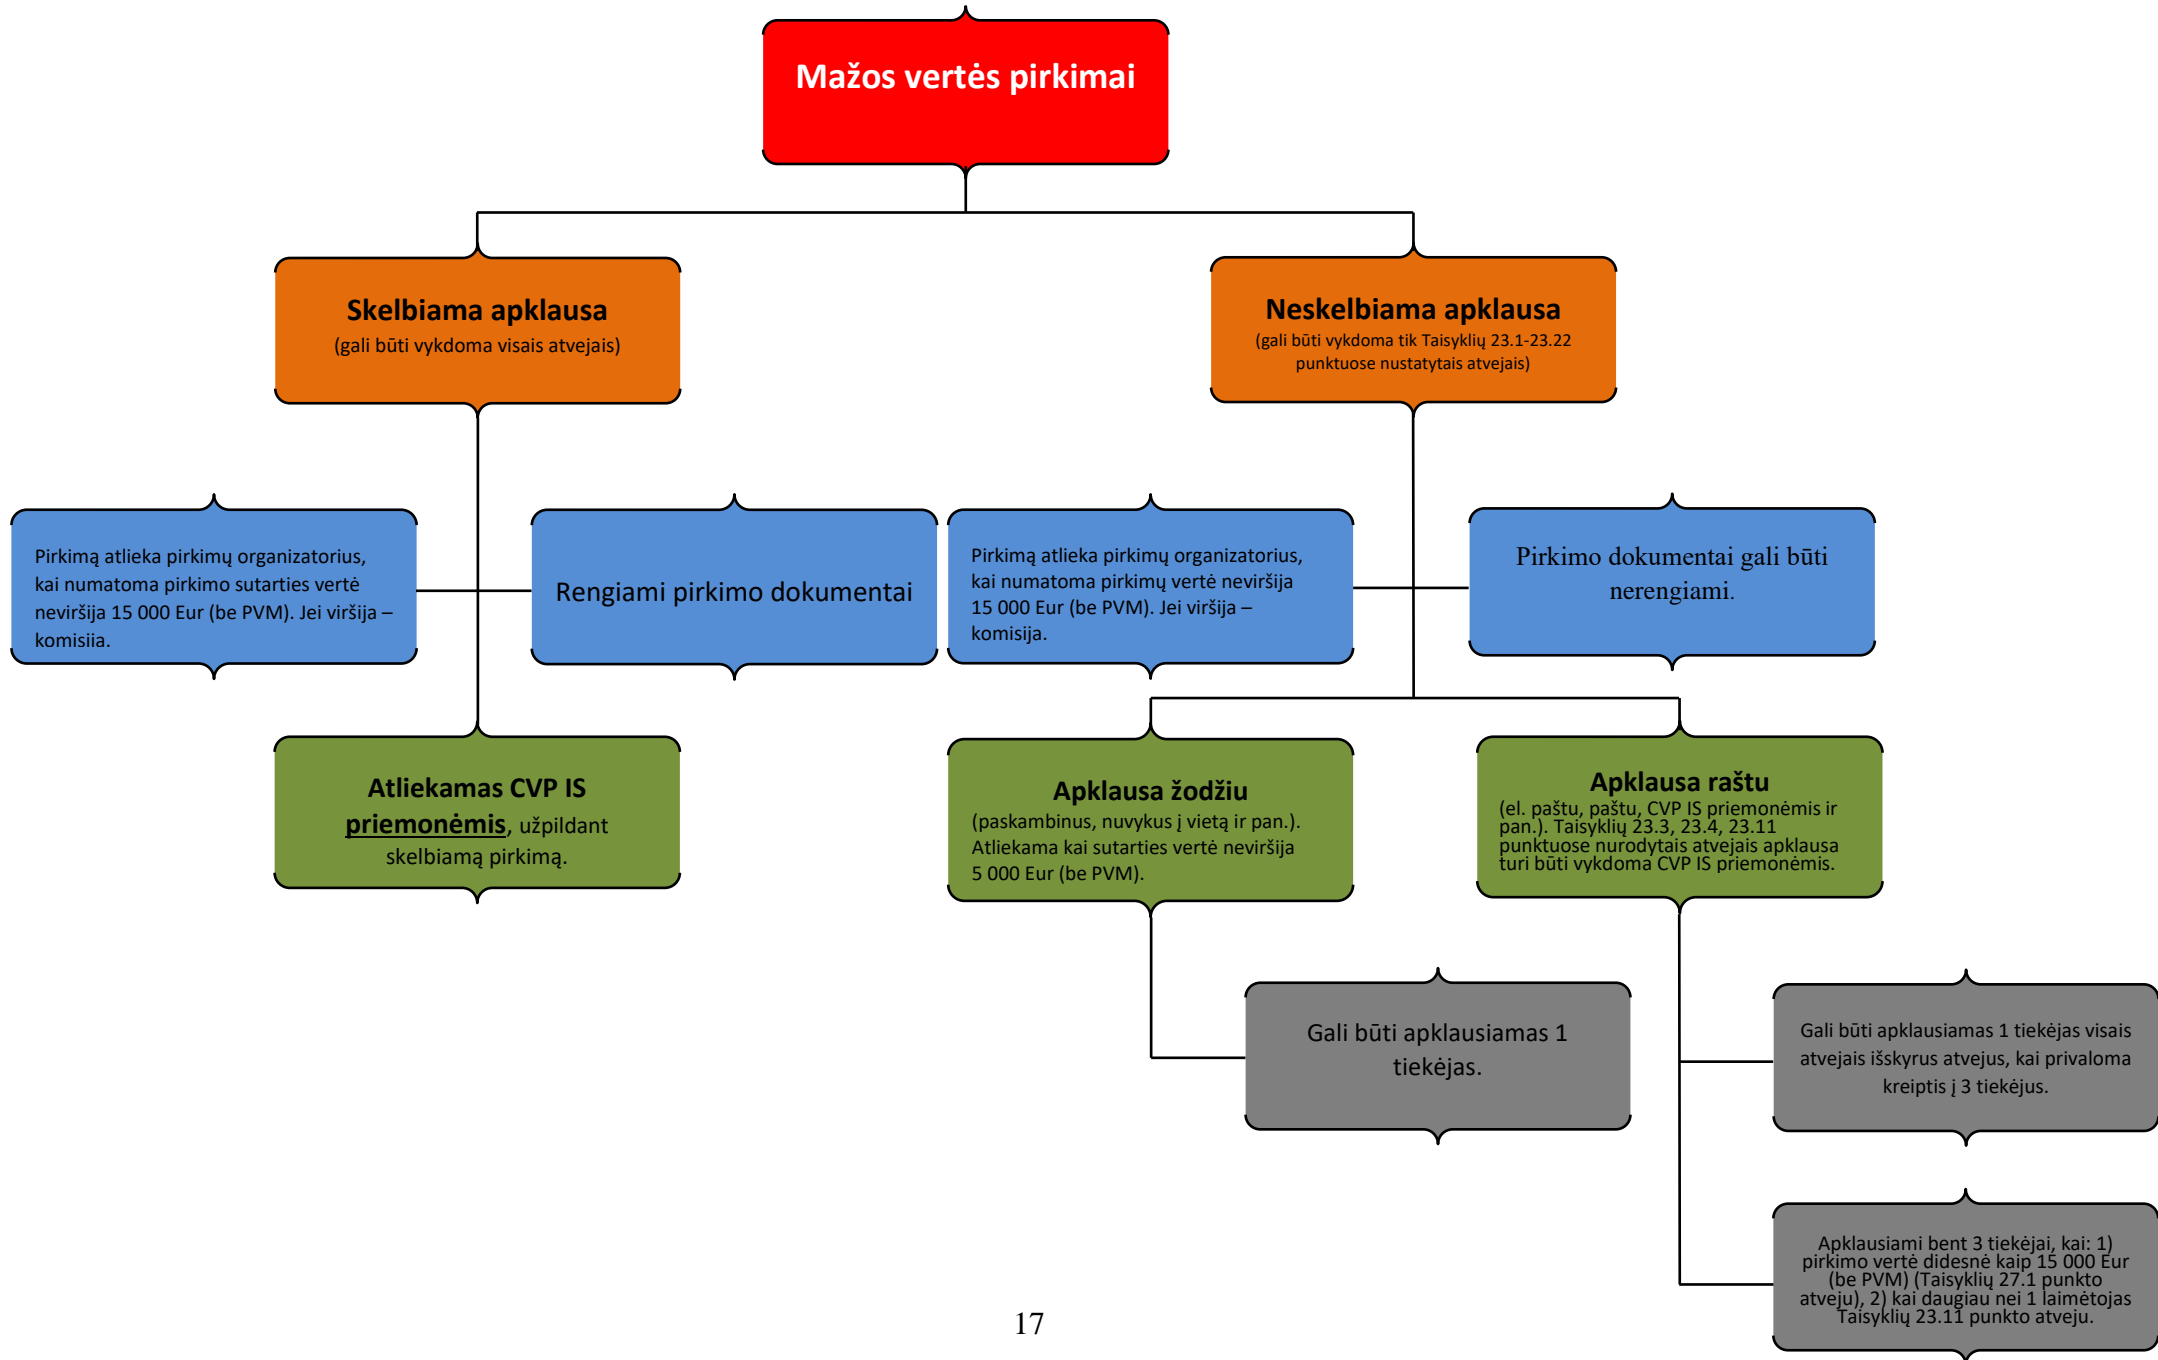 Mažos vertės pirkimai
Skelbiama apklausa
(gali būti vykdoma visais atvejais)
Neskelbiama apklausa
(gali būti vykdoma tik Taisyklių 23.1-23.22
punktuose nustatytais atvejais)
Pirkimą atlieka pirkimų organizatorius,
kai numatoma pirkimo sutarties vertė
neviršija 15 000 Eur (be PVM). Jei viršija –
komisija.
Rengiami pirkimo dokumentai
Pirkimą atlieka pirkimų organizatorius,
kai numatoma pirkimų vertė neviršija
15 000 Eur (be PVM). Jei viršija –
komisija.
Pirkimo dokumentai gali būti
nerengiami.
Atliekamas CVP IS
priemonėmis, užpildant
skelbiamą pirkimą.
Apklausa žodžiu
(paskambinus, nuvykus į vietą ir pan.).
Atliekama kai sutarties vertė neviršija
5 000 Eur (be PVM).
Apklausa raštu
(el. paštu, paštu, CVP IS priemonėmis ir
pan.). Taisyklių 23.3, 23.4, 23.11
punktuose nurodytais atvejais apklausa
turi būti vykdoma CVP IS priemonėmis.
Gali būti apklausiamas 1
tiekėjas.
Gali būti apklausiamas 1 tiekėjas visais
atvejais išskyrus atvejus, kai privaloma
kreiptis į 3 tiekėjus.
Apklausiami bent 3 tiekėjai, kai: 1)
pirkimo vertė didesnė kaip 15 000 Eur
(be PVM) (Taisyklių 27.1 punkto
atveju), 2) kai daugiau nei 1 laimėtojas
Taisyklių 23.11 punkto atveju.
17